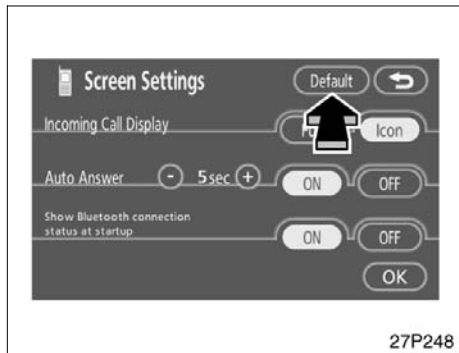 Screen Settings
Default
Incoming Call Display
Icon
Auto Answer - 5sec + ON OFF
Show Bluetooth connection
status at startup
ON OFF
OK
27P248